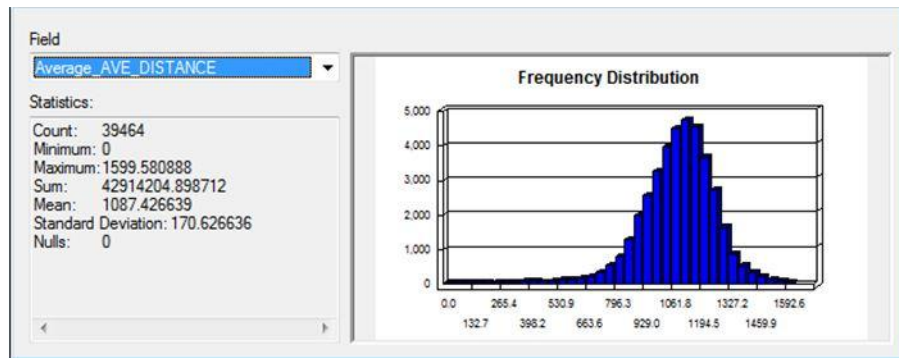 Field
Average_AVE_DISTANCE
Statistics:
Count: 39464
Minimum: 0
Maximum: 1599.580888
Sum: 42914204.898712
Mean: 1087.426639
Standard Deviation: 170.626636
Nulls: 0
Frequency Distribution
5,000
4,000
3,000
2,000
1,000
0
0.0 265.4 530.9 796.3 1061.8 1327.2 1592.6
132.7 398.2 663.6 929.0 1194.5 1459.9